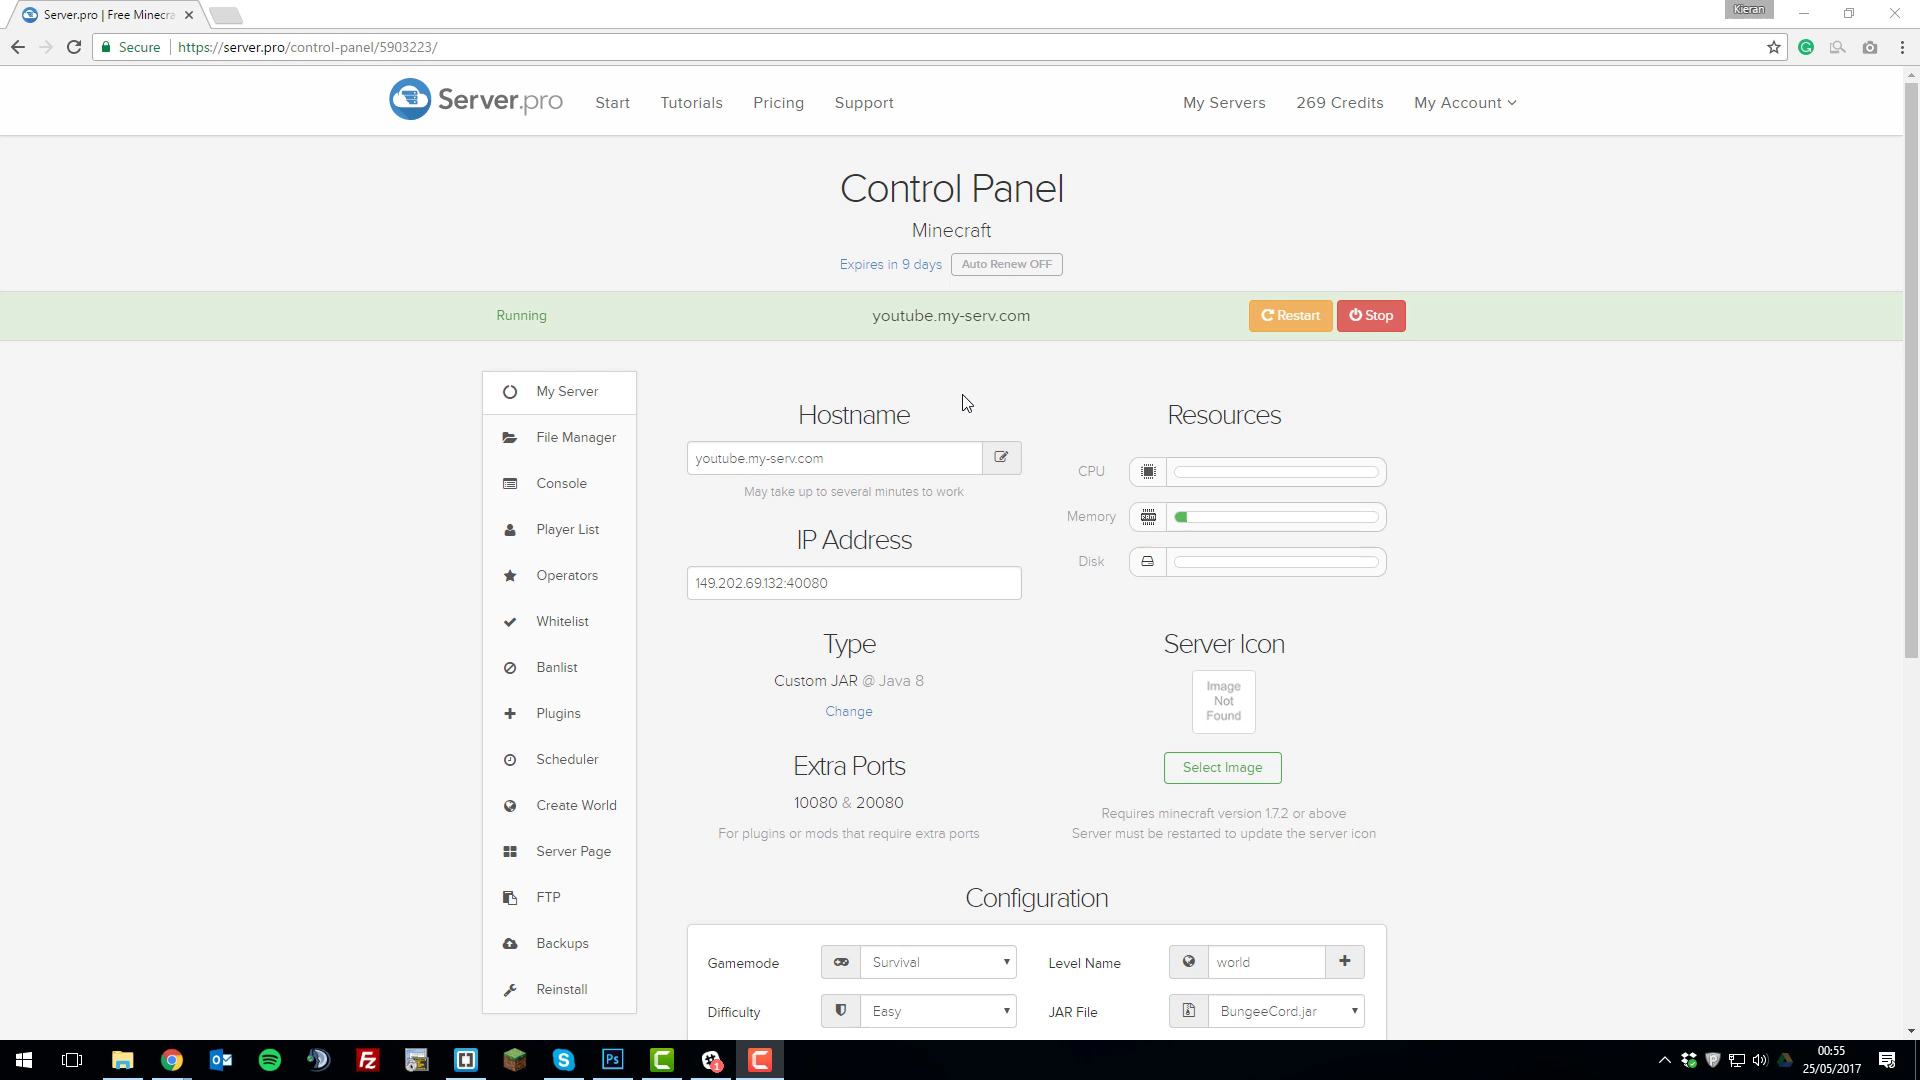 Server.pro | Free Minecra
Kieran
Secure
https://server.pro/control-panel/5903223/
Server.pro
Start
Tutorials
Pricing
Support
My Servers
269 Credits
My Account
Control Panel
Minecraft
Expires in 9 days
Auto Renew OFF
Running
youtube.my-serv.com
Restart
Stop
My Server
File Manager
Console
Player List
Operators
Whitelist
Banlist
Plugins
Scheduler
Create World
Server Page
FTP
Backups
Reinstall
Hostname
youtube.my-serv.com
May take up to several minutes to work
IP Address
149.202.69.132:40080
Type
Custom JAR @ Java 8
Change
Extra Ports
10080 & 20080
For plugins or mods that require extra ports
Resources
CPU
Memory
RAM
Disk
Server Icon
Image
Not
Found
Select Image
Requires minecraft version 1.7.2 or above
Server must be restarted to update the server icon
Configuration
Gamemode
Survival
Level Name
world
Difficulty
Easy
JAR File
BungeeCord.jar
Fz
Ps
1
00:55
25/05/2017